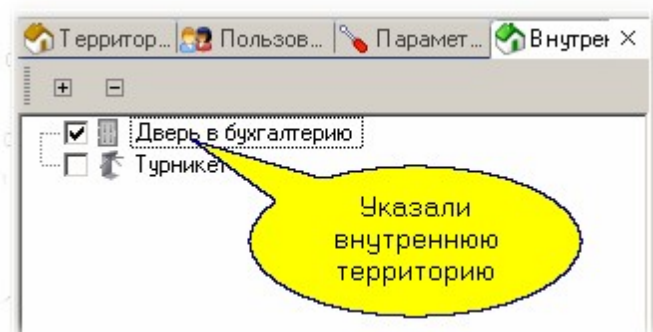 Территор... Пользов... Парамет... Внутрен
Дверь в бухгалтерию
Турникет
Указали
внутреннюю
территорию